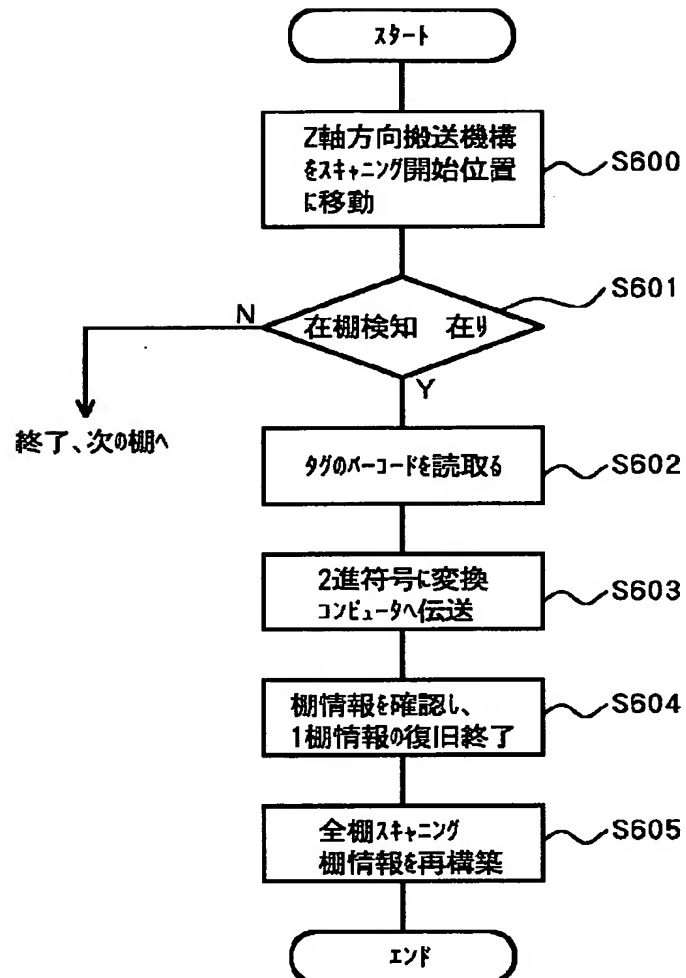 スタート
Z軸方向搬送機構
をスキャニング開始位置
に移動
S600
S601
N
在棚検知 在り
Y
終了、次の棚へ
タグのバーコードを読取る
S602
2進符号に変換
コンピュータへ伝送
S603
棚情報を確認し、
1棚情報の復旧終了
S604
全棚スキャニング
棚情報を再構築
S605
エンド